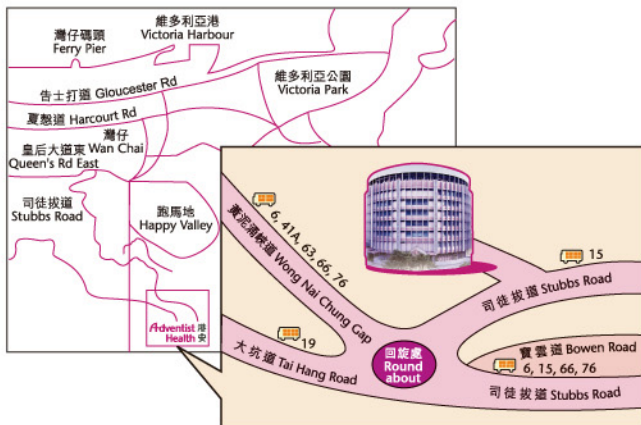 維多利亞港
Victoria Harbour
灣仔碼頭
Ferry Pier
維多利亞公園
Victoria Park
告士打道 Gloucester Rd
夏慤道 Harcourt Rd
灣仔
Wan Chai
皇后大道東
Queen's Rd East
司徒拔道
Stubbs Road
跑馬地
Happy Valley
Adventist 港
Health 安
6, 41A, 63, 66, 76
黃泥涌峽道 Wong Nai Chung Gap
15
司徒拔道 Stubbs Road
19
大坑道 Tai Hang Road
回旋處
Round
about
寶雲道 Bowen Road
6, 15, 66, 76
司徒拔道 Stubbs Road